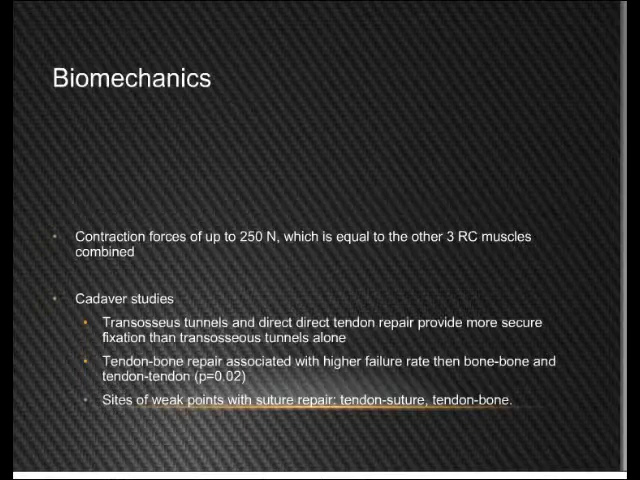 Biomechanics
• Contraction forces of up to 250 N, which is equal to the other 3 RC muscles
combined
• Cadaver studies
• Transosseus tunnels and direct direct tendon repair provide more secure
fixation than transosseous tunnels alone
• Tendon-bone repair associated with higher failure rate then bone-bone and
tendon-tendon (p=0.02)
• Sites of weak points with suture repair: tendon-suture, tendon-bone.